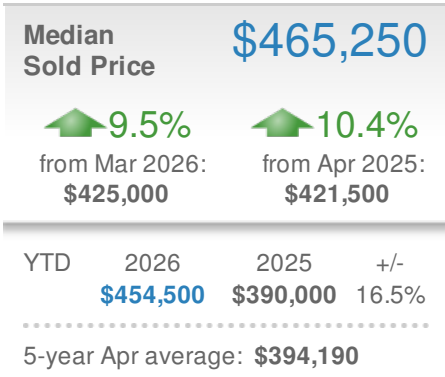 Median
Sold Price
$465,250
9.5%
from Mar 2026:
$425,000
10.4%
from Apr 2025:
$421,500
YTD 2026 2025 +/-
$454,500 $390,000 16.5%
5-year Apr average: $394,190